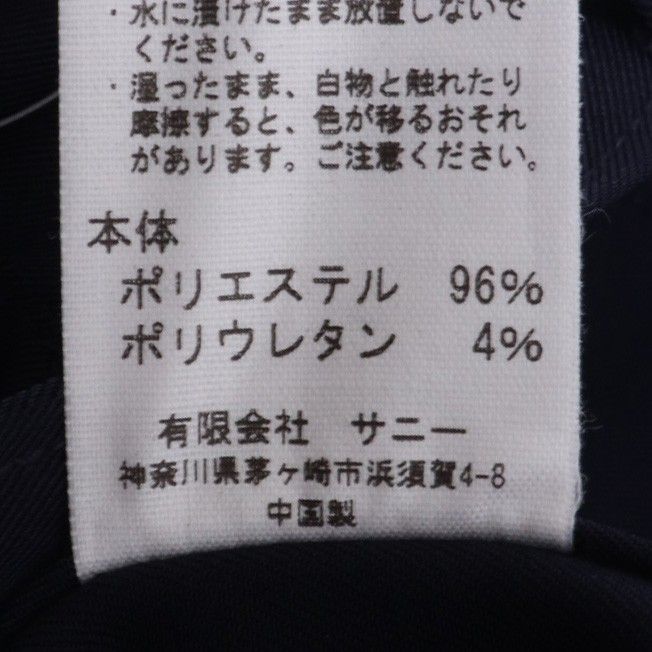 ・水に漬けたまま放置しないで
ください。
・湿ったまま、白物と触れたり
摩擦すると、色が移るおそれ
があります。ご注意ください。
本体
ポリエステル 96%
ポリウレタン 4%
有限会社 サニー
神奈川県茅ヶ崎市浜須賀4-8
中国製